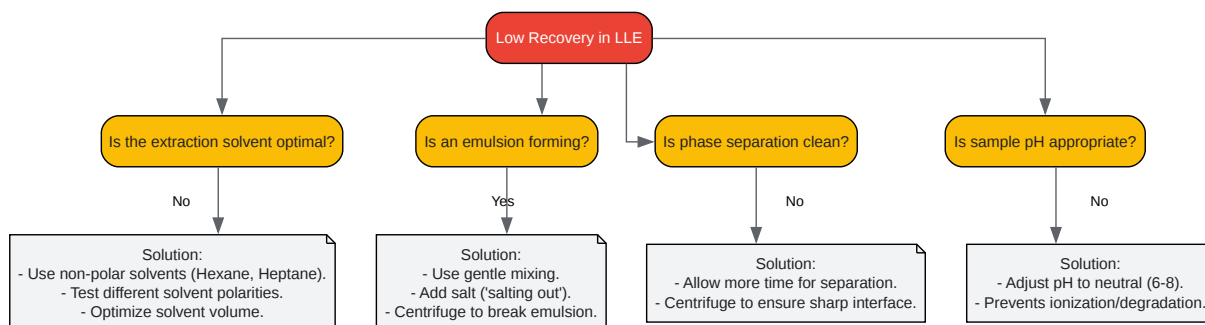 Low Recovery in LLE
Is the extraction solvent optimal?
Is an emulsion forming?
Is phase separation clean?
Is sample pH appropriate?
No
Yes
No
No
Solution:
- Use non-polar solvents (Hexane, Heptane).
- Test different solvent polarities.
- Optimize solvent volume.
Solution:
- Use gentle mixing.
- Add salt ('salting out').
- Centrifuge to break emulsion.
Solution:
- Allow more time for separation.
- Centrifuge to ensure sharp interface.
Solution:
- Adjust pH to neutral (6-8).
- Prevents ionization/degradation.